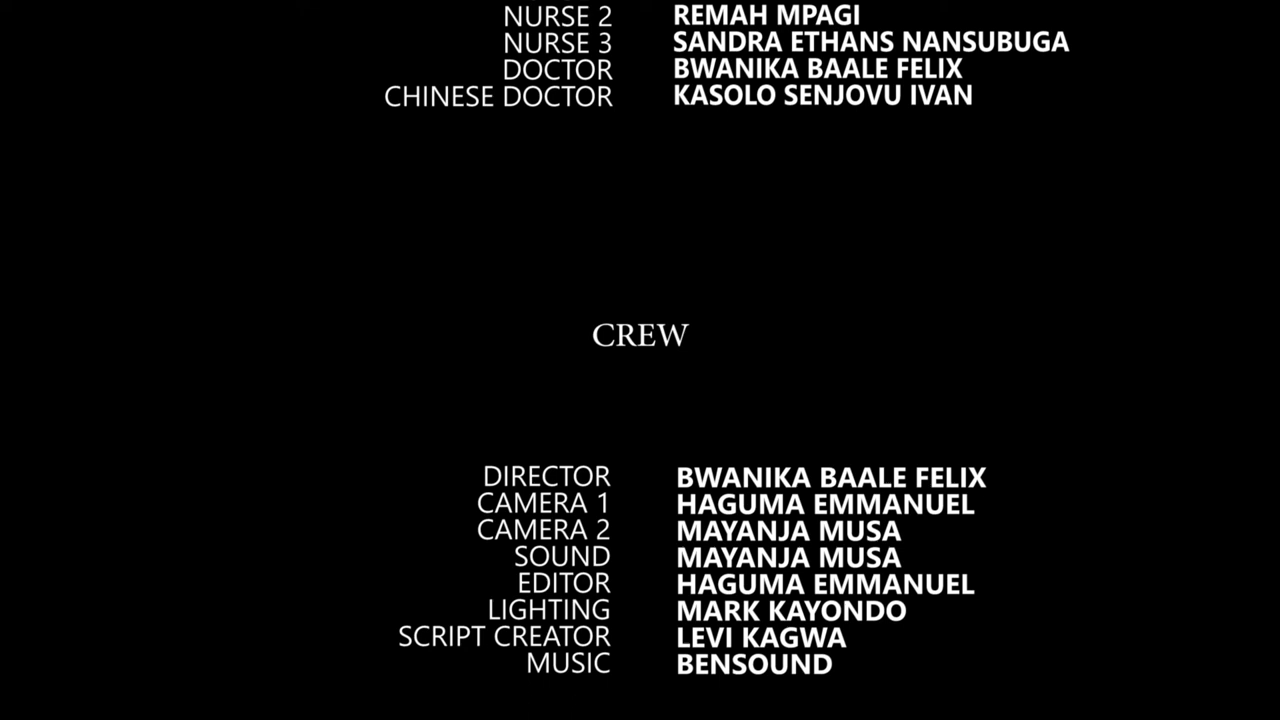 NURSE 2 REMAH MPAGI
NURSE 3 SANDRA ETHANS NANSUBUGA
DOCTOR BWANIKA BAALE FELIX
CHINESE DOCTOR KASOLO SENJOVU IVAN
CREW
DIRECTOR BWANIKA BAALE FELIX
CAMERA 1 HAGUMA EMMANUEL
CAMERA 2 MAYANJA MUSA
SOUND MAYANJA MUSA
EDITOR HAGUMA EMMANUEL
LIGHTING MARK KAYONDO
SCRIPT CREATOR LEVI KAGWA
MUSIC BENSOUND